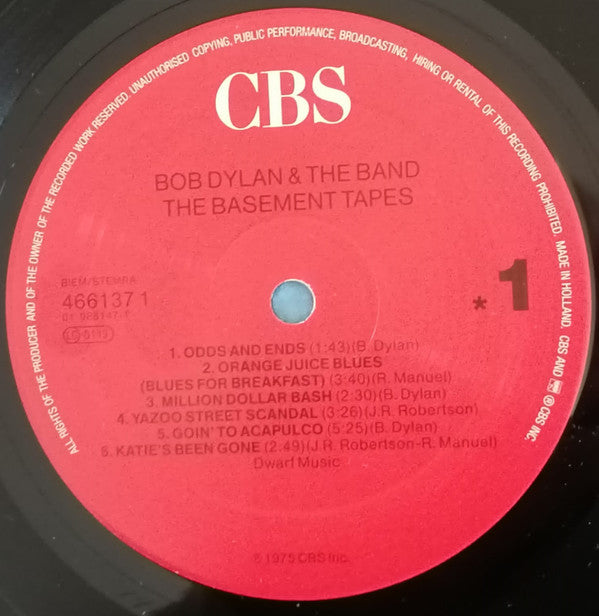 ALL RIGHTS OF THE PRODUCER AND OF THE OWNER OF THE RECORDED WORK RESERVED. UNAUTHORISED COPYING, PUBLIC PERFORMANCE, BROADCASTING, HIRING OR RENTAL OF THIS RECORDING PROHIBITED. MADE IN HOLLAND. CBS AND ® CBS INC.
CBS
BOB DYLAN & THE BAND
THE BASEMENT TAPES
BIEM/STEMRA
466137 1
* 1
1. ODDS AND ENDS (1:43)(B. Dylan)
2. ORANGE JUICE BLUES
(BLUES FOR BREAKFAST) (3:40)(R. Manuel)
3. MILLION DOLLAR BASH (2:30)(B. Dylan)
4. YAZOO STREET SCANDAL (3:26)(J.R. Robertson)
5. GOIN' TO ACAPULCO (5:25)(B. Dylan)
6. KATIE'S BEEN GONE (2:49)(J.R. Robertson-R. Manuel)
Dwarf Music
℗ 1975 CBS Inc.